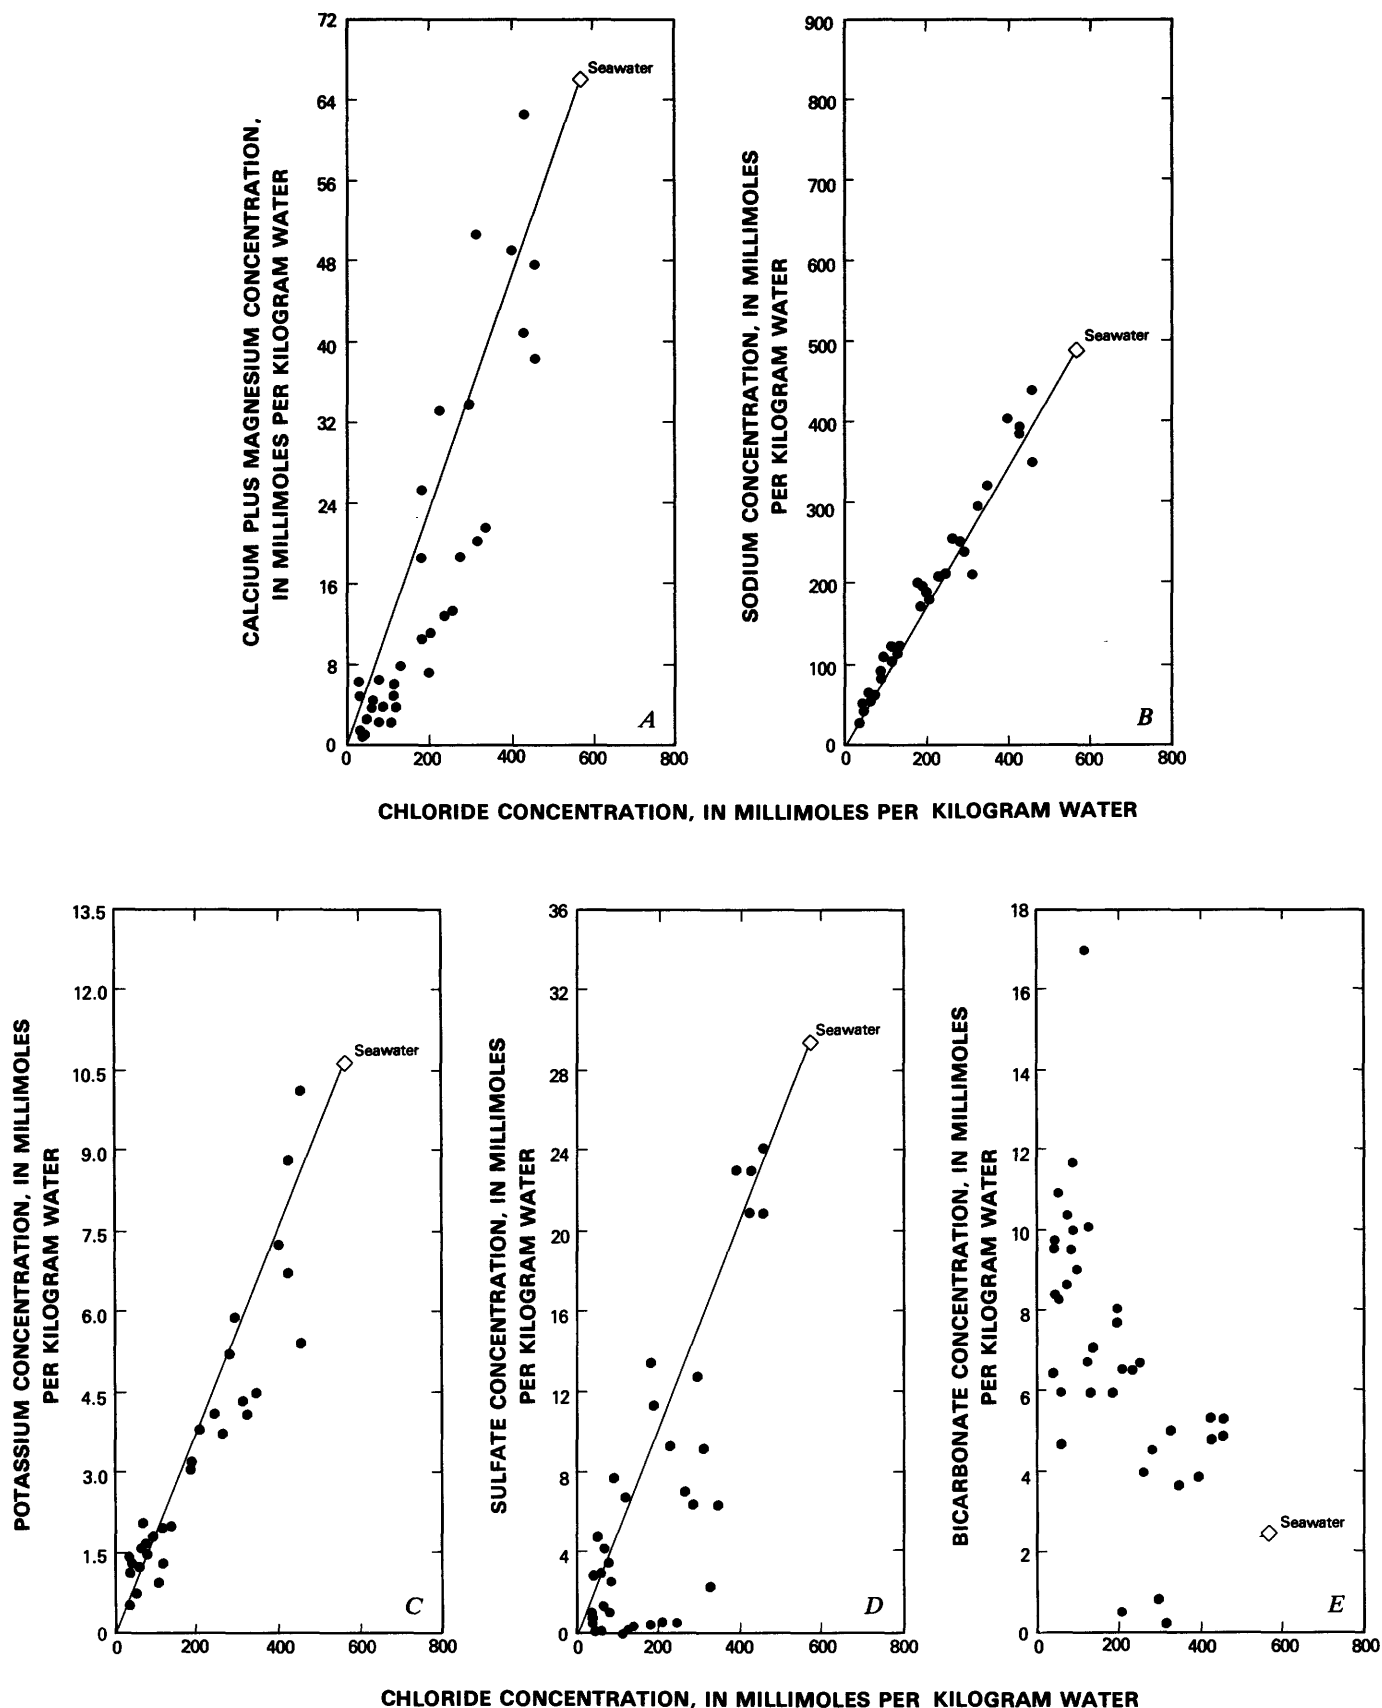 CALCIUM PLUS MAGNESIUM CONCENTRATION,
IN MILLIMOLES PER KILOGRAM WATER
72
64
56
48
40
32
24
16
8
0
Seawater
A
0 200 400 600 800
SODIUM CONCENTRATION, IN MILLIMOLES
PER KILOGRAM WATER
900
800
700
600
500
400
300
200
100
0
Seawater
B
0 200 400 600 800
CHLORIDE CONCENTRATION, IN MILLIMOLES PER KILOGRAM WATER
POTASSIUM CONCENTRATION, IN MILLIMOLES
PER KILOGRAM WATER
13.5
12.0
10.5
9.0
7.5
6.0
4.5
3.0
1.5
0
Seawater
C
0 200 400 600 800
SULFATE CONCENTRATION, IN MILLIMOLES
PER KILOGRAM WATER
36
32
28
24
20
16
12
8
4
0
Seawater
D
0 200 400 600 800
BICARBONATE CONCENTRATION, IN MILLIMOLES
PER KILOGRAM WATER
18
16
14
12
10
8
6
4
2
0
Seawater
E
0 200 400 600 800
CHLORIDE CONCENTRATION, IN MILLIMOLES PER KILOGRAM WATER